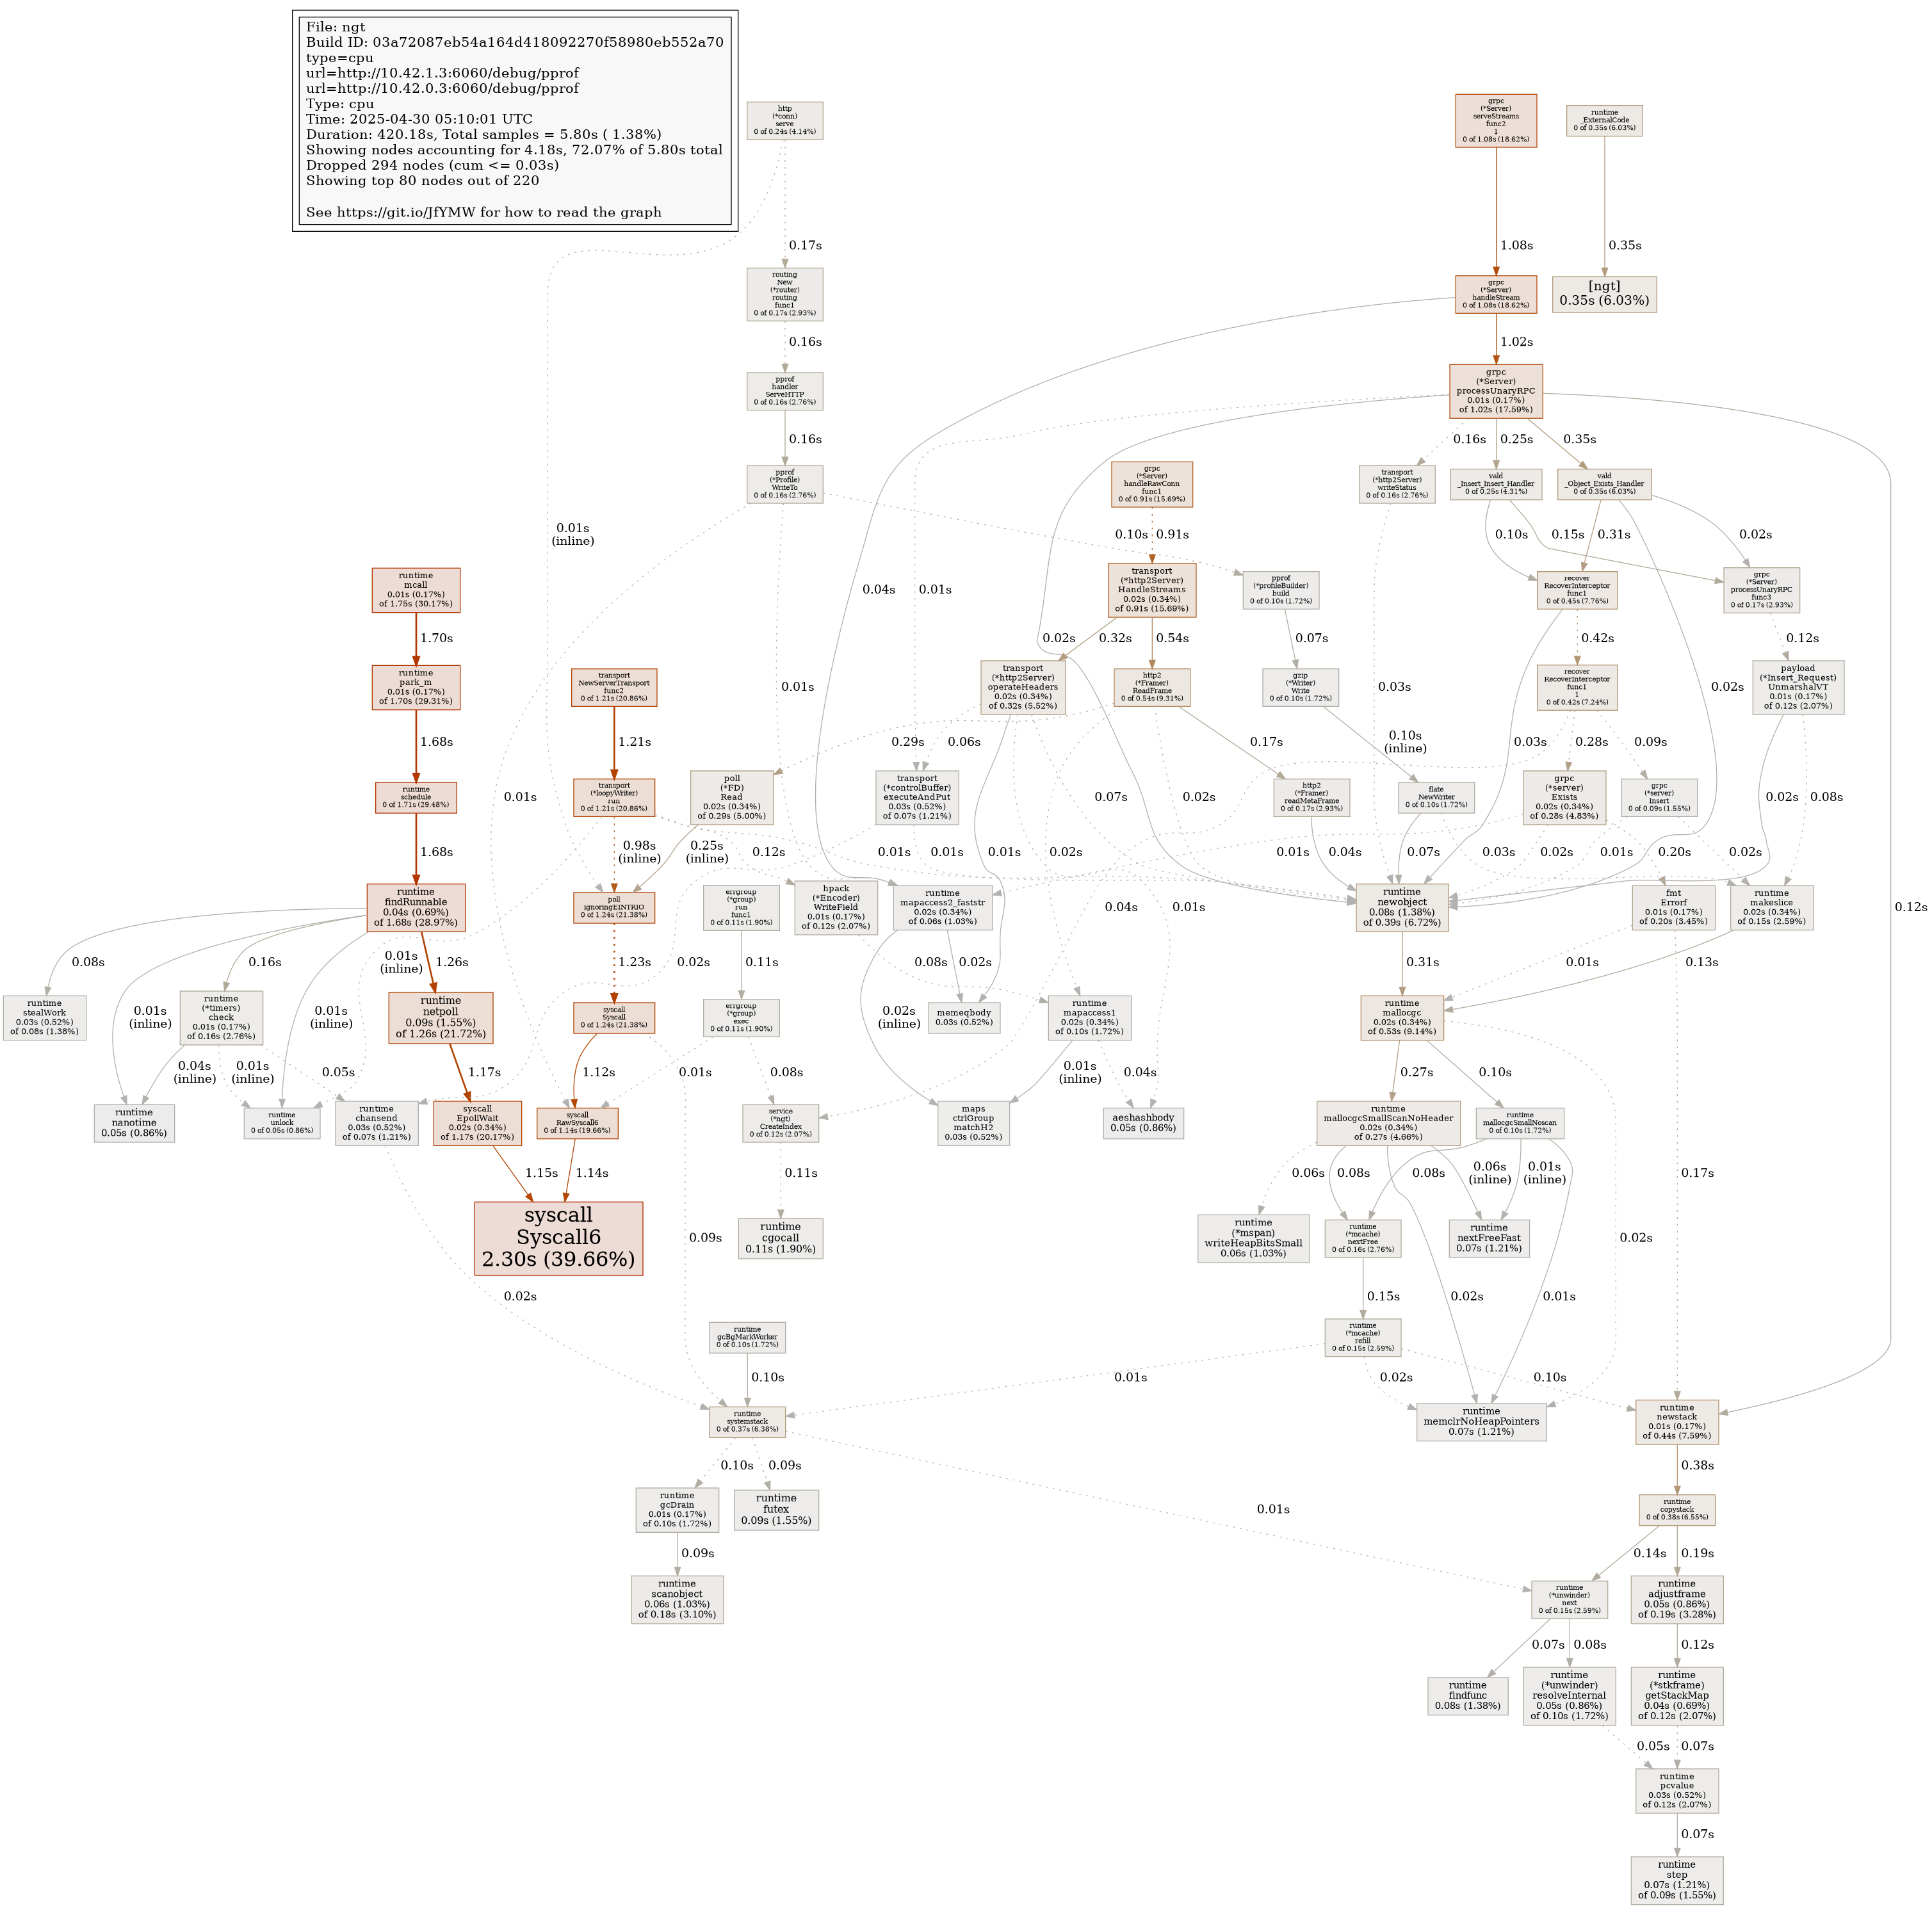 File: ngt
Build ID: 03a72087eb54a164d418092270f58980eb552a70
type=cpu
url=http://10.42.1.3:6060/debug/pprof
url=http://10.42.0.3:6060/debug/pprof
Type: cpu
Time: 2025-04-30 05:10:01 UTC
Duration: 420.18s, Total samples = 5.80s ( 1.38%)
Showing nodes accounting for 4.18s, 72.07% of 5.80s total
Dropped 294 nodes (cum <= 0.03s)
Showing top 80 nodes out of 220
See https://git.io/JfYMW for how to read the graph
http
(*conn)
serve
0 of 0.24s (4.14%)
grpc
(*Server)
serveStreams
func2
1
0 of 1.08s (18.62%)
runtime
_ExternalCode
0 of 0.35s (6.03%)
0.17s
1.08s
0.35s
routing
New
(*router)
routing
func1
0 of 0.17s (2.93%)
grpc
(*Server)
handleStream
0 of 1.08s (18.62%)
[ngt]
0.35s (6.03%)
0.16s
1.02s
pprof
handler
ServeHTTP
0 of 0.16s (2.76%)
grpc
(*Server)
processUnaryRPC
0.01s (0.17%)
of 1.02s (17.59%)
0.16s
0.16s
0.25s
0.35s
pprof
(*Profile)
WriteTo
0 of 0.16s (2.76%)
grpc
(*Server)
handleRawConn
func1
0 of 0.91s (15.69%)
transport
(*http2Server)
writeStatus
0 of 0.16s (2.76%)
vald
_Insert_Insert_Handler
0 of 0.25s (4.31%)
vald
_Object_Exists_Handler
0 of 0.35s (6.03%)
0.01s
(inline)
0.10s
0.91s
0.10s
0.15s
0.31s
0.02s
runtime
mcall
0.01s (0.17%)
of 1.75s (30.17%)
0.04s
0.01s
transport
(*http2Server)
HandleStreams
0.02s (0.34%)
of 0.91s (15.69%)
pprof
(*profileBuilder)
build
0 of 0.10s (1.72%)
recover
RecoverInterceptor
func1
0 of 0.45s (7.76%)
grpc
(*Server)
processUnaryRPC
func3
0 of 0.17s (2.93%)
1.70s
0.02s
0.32s
0.54s
0.07s
0.42s
0.12s
runtime
park_m
0.01s (0.17%)
of 1.70s (29.31%)
transport
NewServerTransport
func2
0 of 1.21s (20.86%)
0.01s
transport
(*http2Server)
operateHeaders
0.02s (0.34%)
of 0.32s (5.52%)
http2
(*Framer)
ReadFrame
0 of 0.54s (9.31%)
gzip
(*Writer)
Write
0 of 0.10s (1.72%)
0.03s
recover
RecoverInterceptor
func1
1
0 of 0.42s (7.24%)
0.02s
payload
(*Insert_Request)
UnmarshalVT
0.01s (0.17%)
of 0.12s (2.07%)
1.68s
1.21s
0.29s
0.06s
0.17s
0.10s
(inline)
0.03s
0.28s
0.09s
0.02s
0.08s
runtime
schedule
0 of 1.71s (29.48%)
0.01s
transport
(*loopyWriter)
run
0 of 1.21s (20.86%)
poll
(*FD)
Read
0.02s (0.34%)
of 0.29s (5.00%)
transport
(*controlBuffer)
executeAndPut
0.03s (0.52%)
of 0.07s (1.21%)
0.07s
0.02s
http2
(*Framer)
readMetaFrame
0 of 0.17s (2.93%)
flate
NewWriter
0 of 0.10s (1.72%)
grpc
(*server)
Exists
0.02s (0.34%)
of 0.28s (4.83%)
grpc
(*server)
Insert
0 of 0.09s (1.55%)
1.68s
0.98s
(inline)
0.25s
(inline)
0.12s
0.01s
0.01s
0.01s
0.02s
0.01s
0.04s
0.07s
0.03s
0.02s
0.01s
0.20s
0.02s
runtime
findRunnable
0.04s (0.69%)
of 1.68s (28.97%)
poll
ignoringEINTRIO
0 of 1.24s (21.38%)
errgroup
(*group)
run
func1
0 of 0.11s (1.90%)
hpack
(*Encoder)
WriteField
0.01s (0.17%)
of 0.12s (2.07%)
runtime
mapaccess2_faststr
0.02s (0.34%)
of 0.06s (1.03%)
0.04s
0.01s
runtime
newobject
0.08s (1.38%)
of 0.39s (6.72%)
fmt
Errorf
0.01s (0.17%)
of 0.20s (3.45%)
runtime
makeslice
0.02s (0.34%)
of 0.15s (2.59%)
0.12s
0.08s
0.16s
0.01s
(inline)
1.26s
1.23s
0.02s
0.11s
0.08s
0.02s
0.31s
0.01s
0.13s
runtime
stealWork
0.03s (0.52%)
of 0.08s (1.38%)
0.01s
(inline)
runtime
(*timers)
check
0.01s (0.17%)
of 0.16s (2.76%)
0.01s
(inline)
runtime
netpoll
0.09s (1.55%)
of 1.26s (21.72%)
syscall
Syscall
0 of 1.24s (21.38%)
errgroup
(*group)
exec
0 of 0.11s (1.90%)
0.02s
(inline)
memeqbody
0.03s (0.52%)
runtime
mapaccess1
0.02s (0.34%)
of 0.10s (1.72%)
runtime
mallocgc
0.02s (0.34%)
of 0.53s (9.14%)
0.04s
(inline)
0.01s
(inline)
0.05s
1.17s
1.12s
0.01s
0.08s
0.01s
(inline)
0.04s
0.27s
0.10s
runtime
nanotime
0.05s (0.86%)
runtime
unlock
0 of 0.05s (0.86%)
runtime
chansend
0.03s (0.52%)
of 0.07s (1.21%)
syscall
EpollWait
0.02s (0.34%)
of 1.17s (20.17%)
syscall
RawSyscall6
0 of 1.14s (19.66%)
service
(*ngt)
CreateIndex
0 of 0.12s (2.07%)
maps
ctrlGroup
matchH2
0.03s (0.52%)
aeshashbody
0.05s (0.86%)
runtime
mallocgcSmallScanNoHeader
0.02s (0.34%)
of 0.27s (4.66%)
runtime
mallocgcSmallNoscan
0 of 0.10s (1.72%)
1.15s
1.14s
0.11s
0.06s
0.08s
0.08s
0.06s
(inline)
0.01s
(inline)
0.17s
syscall
Syscall6
2.30s (39.66%)
0.09s
runtime
cgocall
0.11s (1.90%)
runtime
(*mspan)
writeHeapBitsSmall
0.06s (1.03%)
runtime
(*mcache)
nextFree
0 of 0.16s (2.76%)
runtime
nextFreeFast
0.07s (1.21%)
0.02s
0.02s
0.15s
0.02s
0.01s
runtime
gcBgMarkWorker
0 of 0.10s (1.72%)
runtime
(*mcache)
refill
0 of 0.15s (2.59%)
0.10s
0.01s
0.02s
0.10s
runtime
systemstack
0 of 0.37s (6.38%)
runtime
memclrNoHeapPointers
0.07s (1.21%)
runtime
newstack
0.01s (0.17%)
of 0.44s (7.59%)
0.10s
0.09s
0.38s
runtime
gcDrain
0.01s (0.17%)
of 0.10s (1.72%)
runtime
futex
0.09s (1.55%)
0.01s
runtime
copystack
0 of 0.38s (6.55%)
0.09s
0.14s
0.19s
runtime
scanobject
0.06s (1.03%)
of 0.18s (3.10%)
runtime
(*unwinder)
next
0 of 0.15s (2.59%)
runtime
adjustframe
0.05s (0.86%)
of 0.19s (3.28%)
0.07s
0.08s
0.12s
runtime
findfunc
0.08s (1.38%)
runtime
(*unwinder)
resolveInternal
0.05s (0.86%)
of 0.10s (1.72%)
runtime
(*stkframe)
getStackMap
0.04s (0.69%)
of 0.12s (2.07%)
0.05s
0.07s
runtime
pcvalue
0.03s (0.52%)
of 0.12s (2.07%)
0.07s
runtime
step
0.07s (1.21%)
of 0.09s (1.55%)